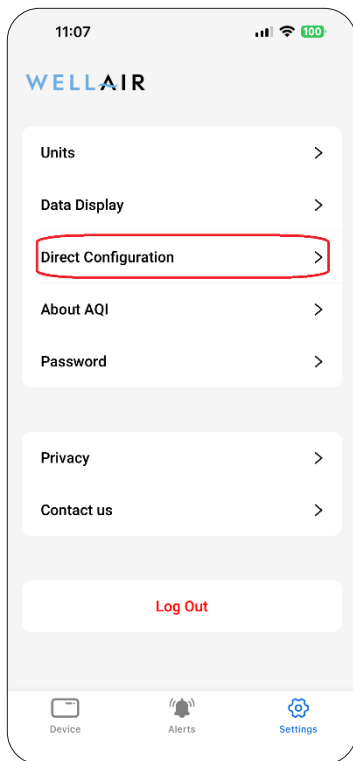 11:07 100
WELLAIR
Units
Data Display
Direct Configuration
About AQI
Password
Privacy
Contact us
Log Out
Device Alerts Settings